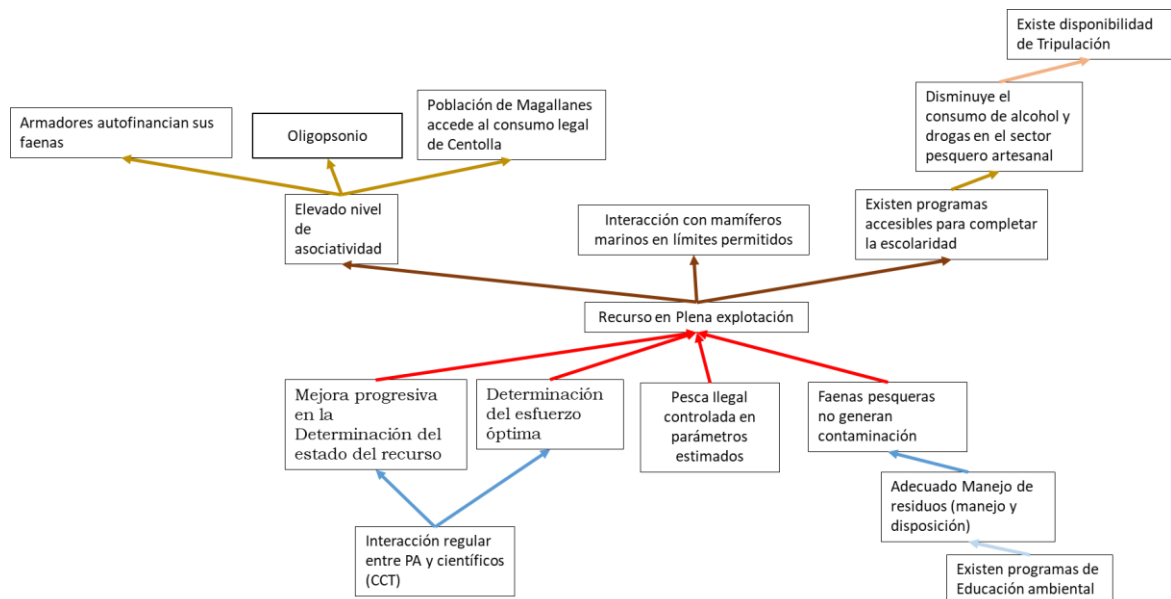 Existe disponibilidad
de Tripulación
Disminuye el
consumo de alcohol y
drogas en el sector
pesquero artesanal
Población de Magallanes
accede al consumo legal
de Centolla
Armadores autofinancian sus
faenas
Oligopsonio
Elevado nivel
de
asociatividad
Interacción con mamíferos
marinos en límites permitidos
Existen programas
accesibles para completar
la escolaridad
Recurso en Plena explotación
Mejora progresiva
en la
Determinación del
estado del recurso
Determinación
del esfuerzo
óptima
Pesca Ilegal
controlada en
parámetros
estimados
Faenas pesqueras
no generan
contaminación
Adecuado Manejo de
residuos (manejo y
disposición)
Interacción regular
entre PA y científicos
(CCT)
Existen programas de
Educación ambiental